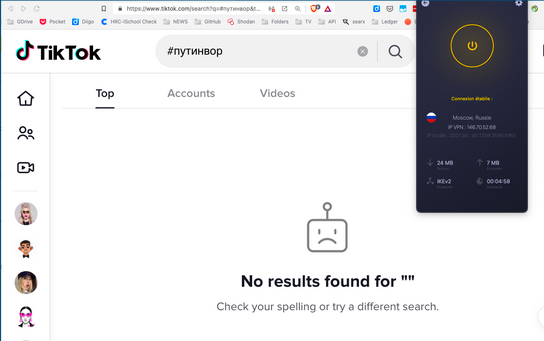 https://www.tiktok.com/search?q=#путинвор&t...
GDrive Pocket Diigo HRC-iSchool Check NEWS GitHub Shodan Folders TV API searx Ledger
TikTok
#путинвор
Top Accounts Videos
No results found for ""
Check your spelling or try a different search.
Connexion établie :
Moscow, Russie
IP VPN : 146.70.52.68
24 MB
7 MB
IKEv2
00:04:58